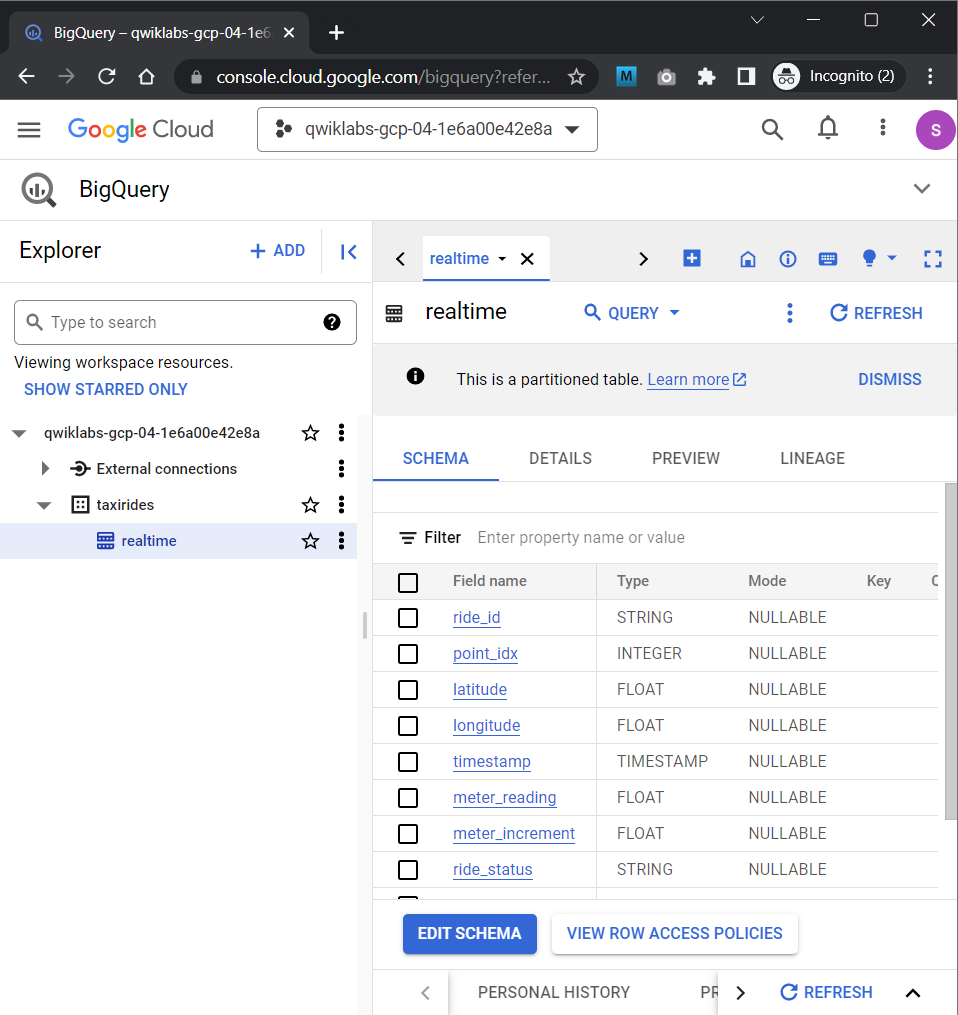 BigQuery – qwiklabs-gcp-04-1e6
console.cloud.google.com/bigquery?refer...
M
Incognito (2)
Google Cloud
qwiklabs-gcp-04-1e6a00e42e8a
S
BigQuery
Explorer
+ ADD
realtime
realtime
QUERY
REFRESH
Type to search
Viewing workspace resources.
SHOW STARRED ONLY
This is a partitioned table. Learn more
DISMISS
qwiklabs-gcp-04-1e6a00e42e8a
External connections
taxirides
realtime
SCHEMA DETAILS PREVIEW LINEAGE
Filter Enter property name or value
Field name Type Mode Key
ride_id STRING NULLABLE
point_idx INTEGER NULLABLE
latitude FLOAT NULLABLE
longitude FLOAT NULLABLE
timestamp TIMESTAMP NULLABLE
meter_reading FLOAT NULLABLE
meter_increment FLOAT NULLABLE
ride_status STRING NULLABLE
EDIT SCHEMA VIEW ROW ACCESS POLICIES
PERSONAL HISTORY
REFRESH